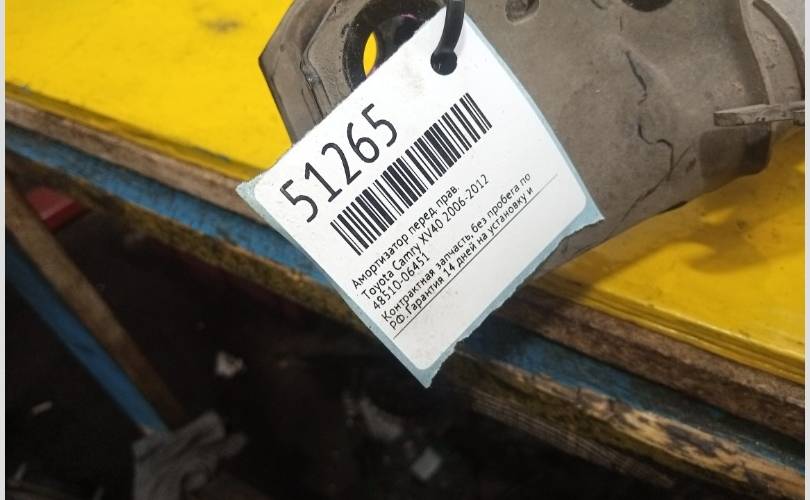 51265
Амортизатор перед. прав.
Toyota Camry XV40 2006-2012
48510-06451
Контрактная запчасть, без пробега по
РФ.Гарантия 14 дней на установку и